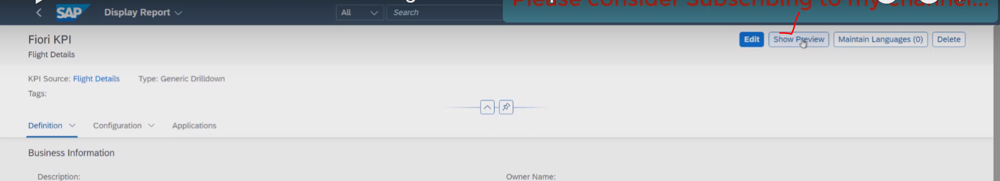 Please consider Subscribing to my channel...
SAP Display Report All Search
Fiori KPI
Edit Show Preview Maintain Languages (0) Delete
Flight Details
KPI Source: Flight Details Type: Generic Drilldown
Tags:
Definition Configuration Applications
Business Information
Description: Owner Name: